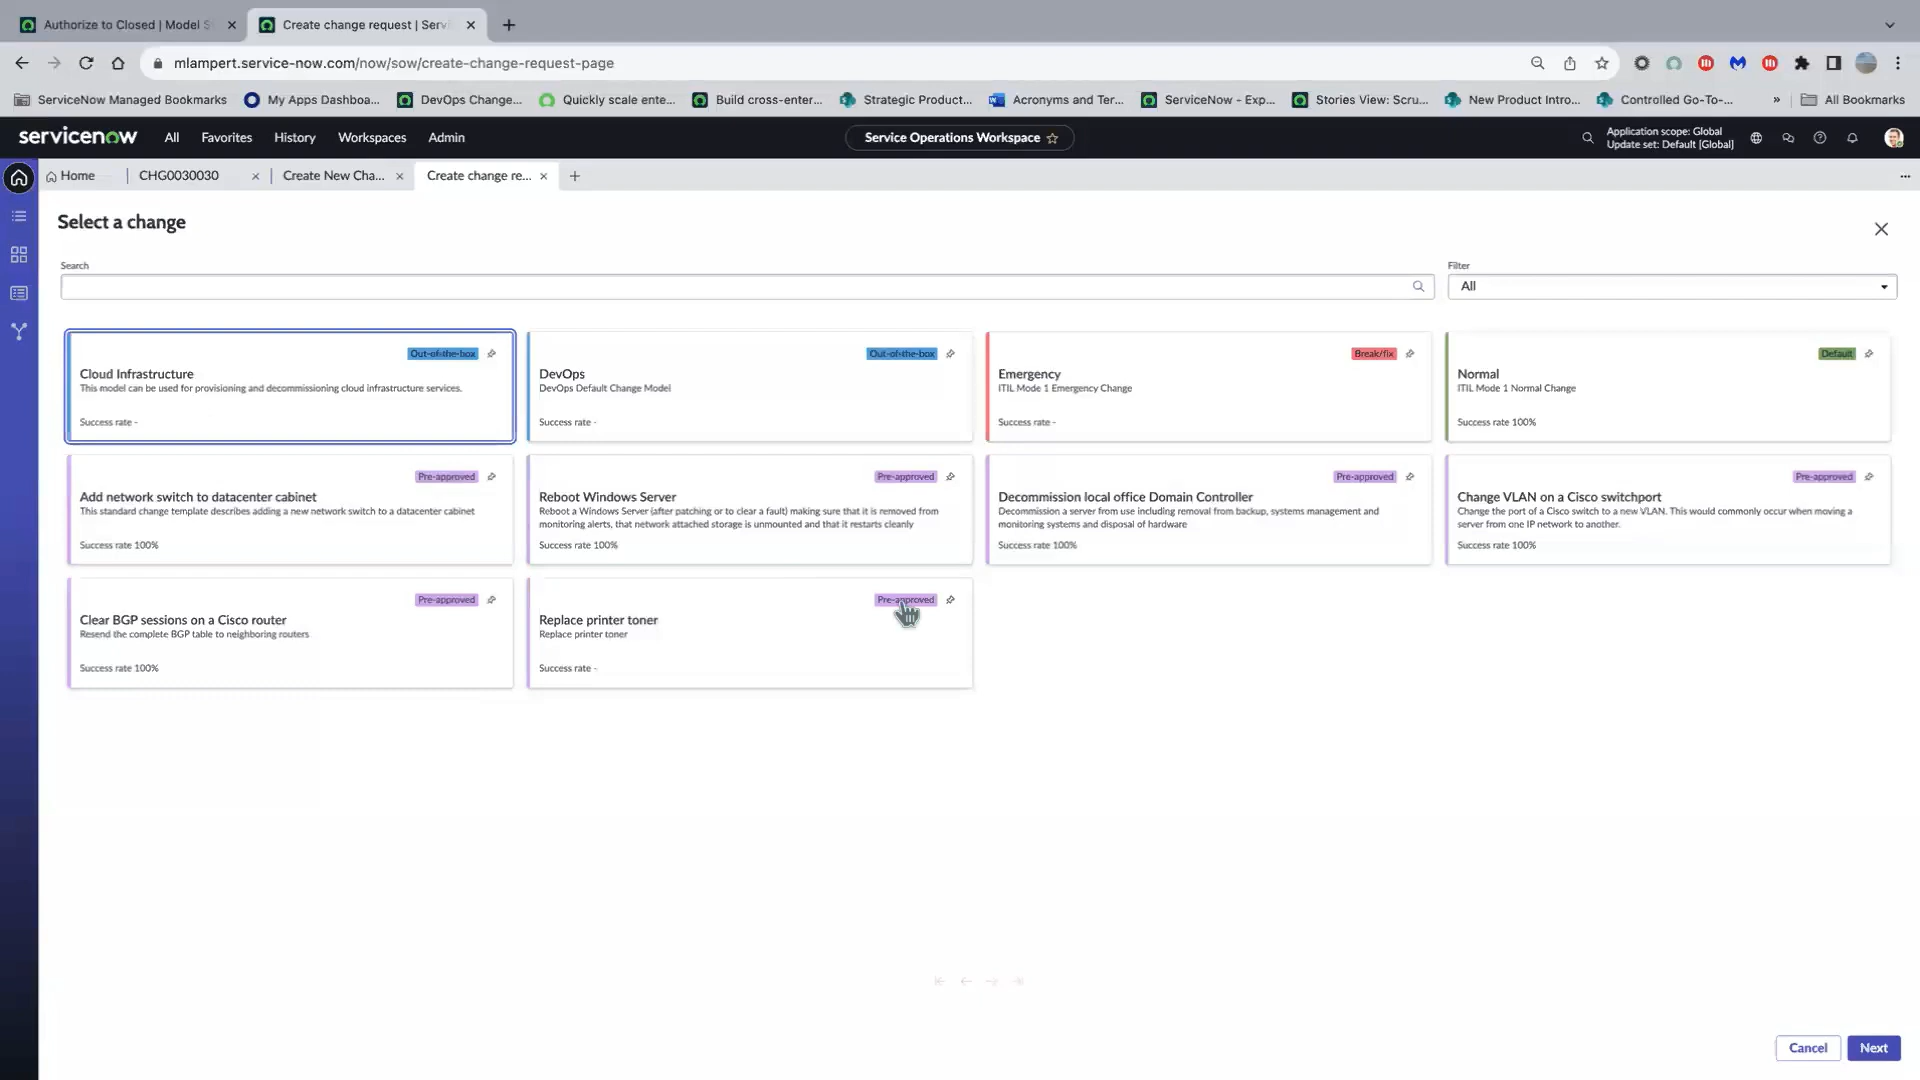 Authorize to Closed | Model S
Create change request | Servi
mlampert.service-now.com/now/sow/create-change-request-page
ServiceNow Managed Bookmarks
My Apps Dashboa...
DevOps Change...
Quickly scale ente...
Build cross-enter...
Strategic Product...
Acronyms and Ter...
ServiceNow - Exp...
Stories View: Scru...
New Product Intro...
Controlled Go-To-...
»
All Bookmarks
servicenow
All
Favorites
History
Workspaces
Admin
Service Operations Workspace
Application scope: Global
Update set: Default [Global]
Home
CHG0030030
Create New Cha...
Create change re...
Select a change
Search
Filter
All
Out-of-the-box
Cloud Infrastructure
This model can be used for provisioning and decommissioning cloud infrastructure services.
Success rate -
Out-of-the-box
DevOps
DevOps Default Change Model
Success rate -
Break/fix
Emergency
ITIL Mode 1 Emergency Change
Success rate -
Default
Normal
ITIL Mode 1 Normal Change
Success rate 100%
Pre-approved
Add network switch to datacenter cabinet
This standard change template describes adding a new network switch to a datacenter cabinet
Success rate 100%
Pre-approved
Reboot Windows Server
Reboot a Windows Server (after patching or to clear a fault) making sure that it is removed from
monitoring alerts, that network attached storage is unmounted and that it restarts cleanly
Success rate 100%
Pre-approved
Decommission local office Domain Controller
Decommission a server from use including removal from backup, systems management and
monitoring systems and disposal of hardware
Success rate 100%
Pre-approved
Change VLAN on a Cisco switchport
Change the port of a Cisco switch to a new VLAN. This would commonly occur when moving a
server from one IP network to another.
Success rate 100%
Pre-approved
Clear BGP sessions on a Cisco router
Resend the complete BGP table to neighboring routers
Success rate 100%
Pre-approved
Replace printer toner
Replace printer toner
Success rate -
Cancel
Next